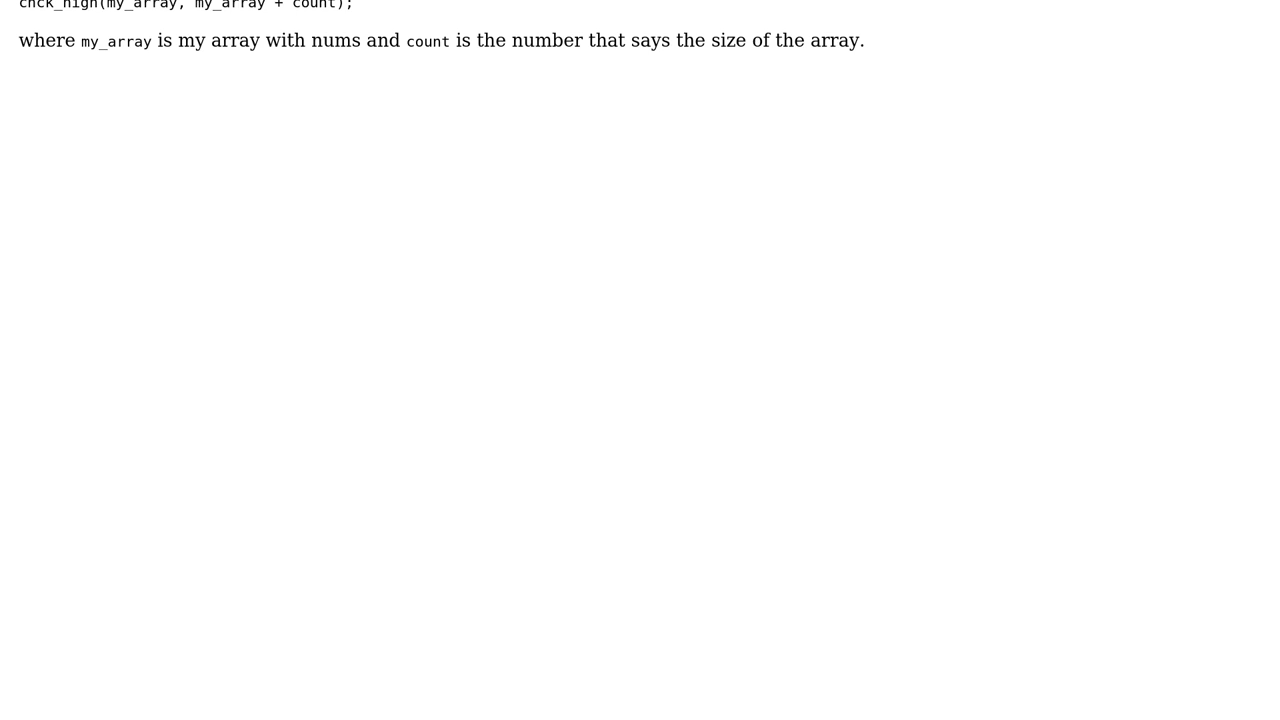 chck_high(my_array, my_array + count);
where my_array is my array with nums and count is the number that says the size of the array.